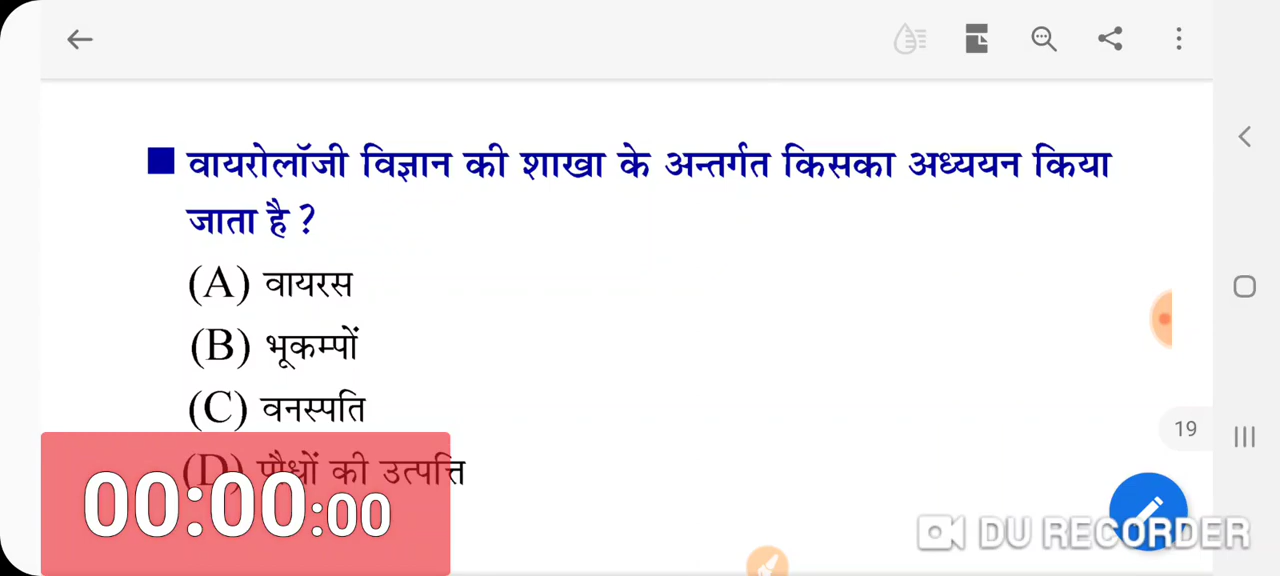 ■ वायरोलॉजी विज्ञान की शाखा के अन्तर्गत किसका अध्ययन किया
जाता है ?
(A) वायरस
(B) भूकम्पों
(C) वनस्पति
(D) पौधों की उत्पत्ति
19
00:00:00
DU RECORDER